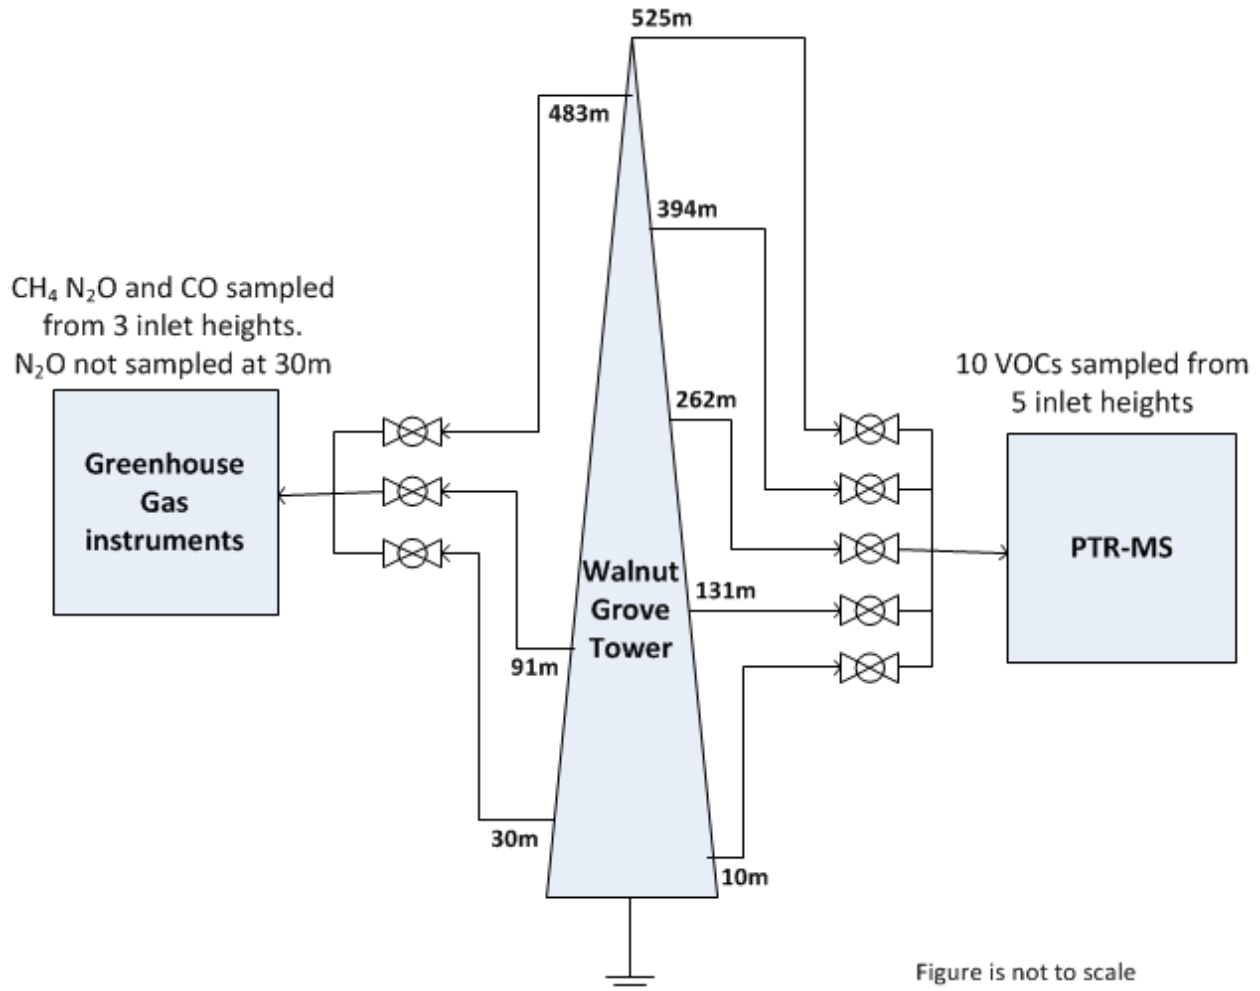 525m
483m
394m
CH₄ N₂O and CO sampled
from 3 inlet heights.
N₂O not sampled at 30m
10 VOCs sampled from
5 inlet heights
262m
Greenhouse
Gas
instruments
PTR-MS
Walnut
Grove
Tower
131m
91m
30m
10m
Figure is not to scale